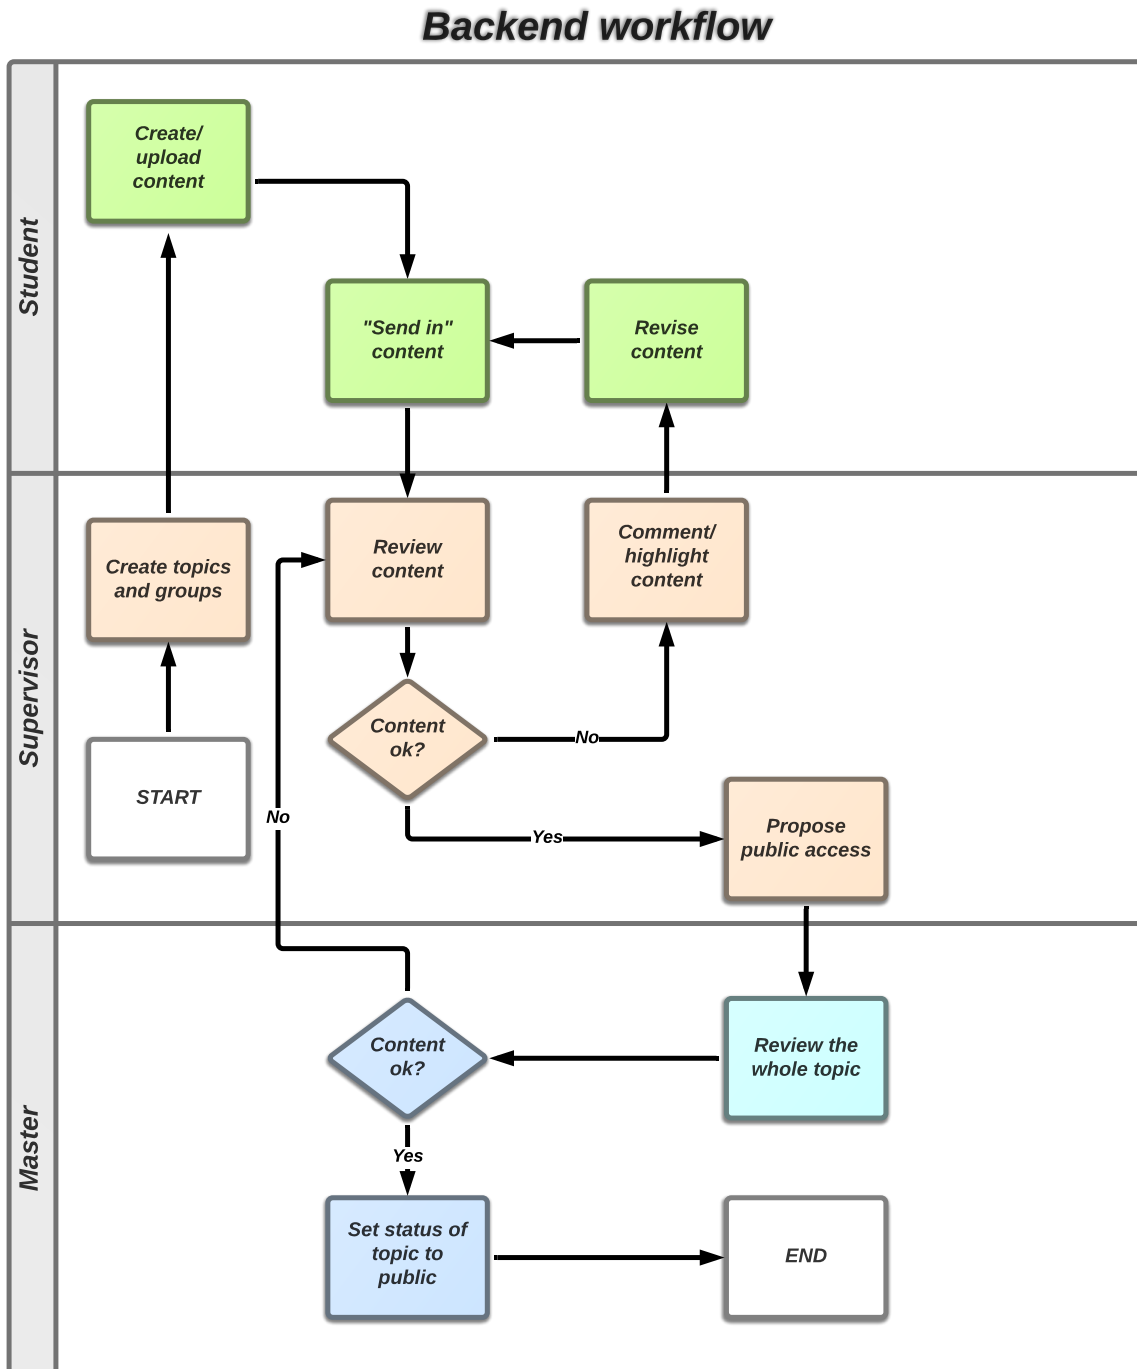 Backend workflow
Student
Create/
upload
content
"Send in"
content
Revise
content
Supervisor
Create topics
and groups
Review
content
Comment/
highlight
content
START
Content
ok?
No
No
Yes
Propose
public access
Master
Content
ok?
Review the
whole topic
Yes
Set status of
topic to
public
END